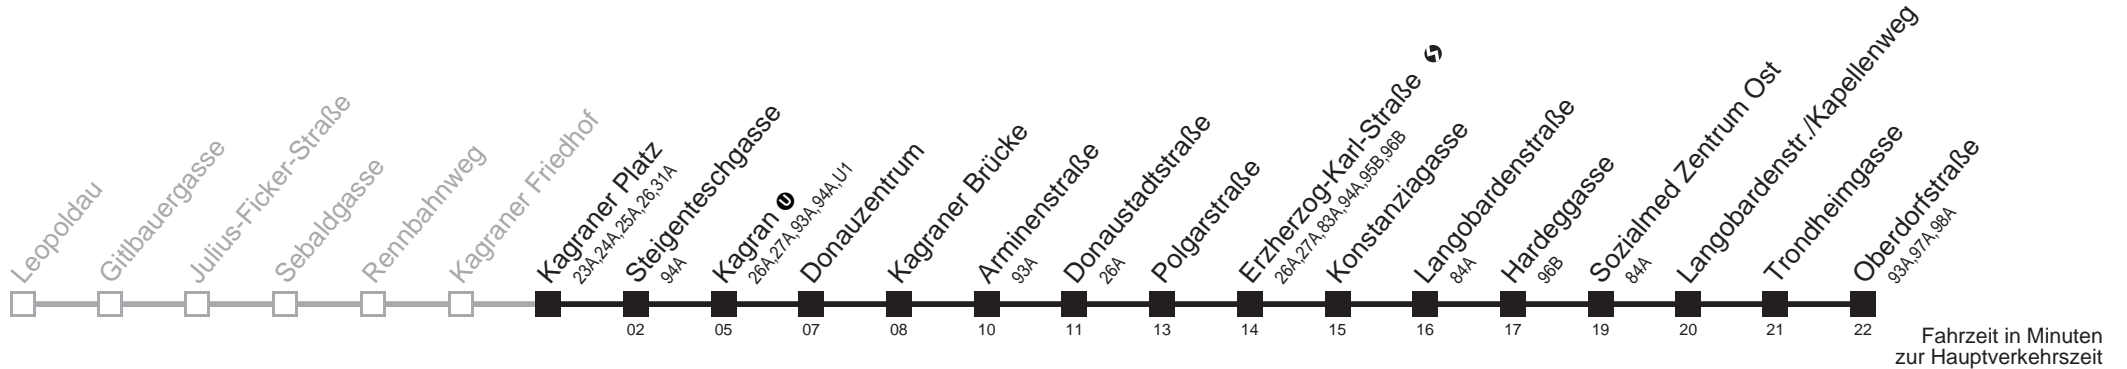 Leopoldau
Gitlbauergasse
Julius-Ficker-Straße
Sebaldgasse
Rennbahnweg
Kagraner Friedhof
Kagraner Platz
23A,24A,25A,26,31A
Steigenteschgasse
94A
02
Kagran U
26A,27A,93A,94A,U1
05
Donauzentrum
07
Kagraner Brücke
08
Arminenstraße
93A
10
Donaustadtstraße
26A
11
Polgarstraße
13
Erzherzog-Karl-Straße
26A,27A,83A,94A,95B,96B
14
Konstanziagasse
15
Langobardenstraße
84A
16
Hardeggasse
96B
17
Sozialmed Zentrum Ost
84A
19
Langobardenstr./Kapellenweg
20
Trondheimgasse
21
Oberdorfstraße
93A,97A,98A
22
Fahrzeit in Minuten
zur Hauptverkehrszeit